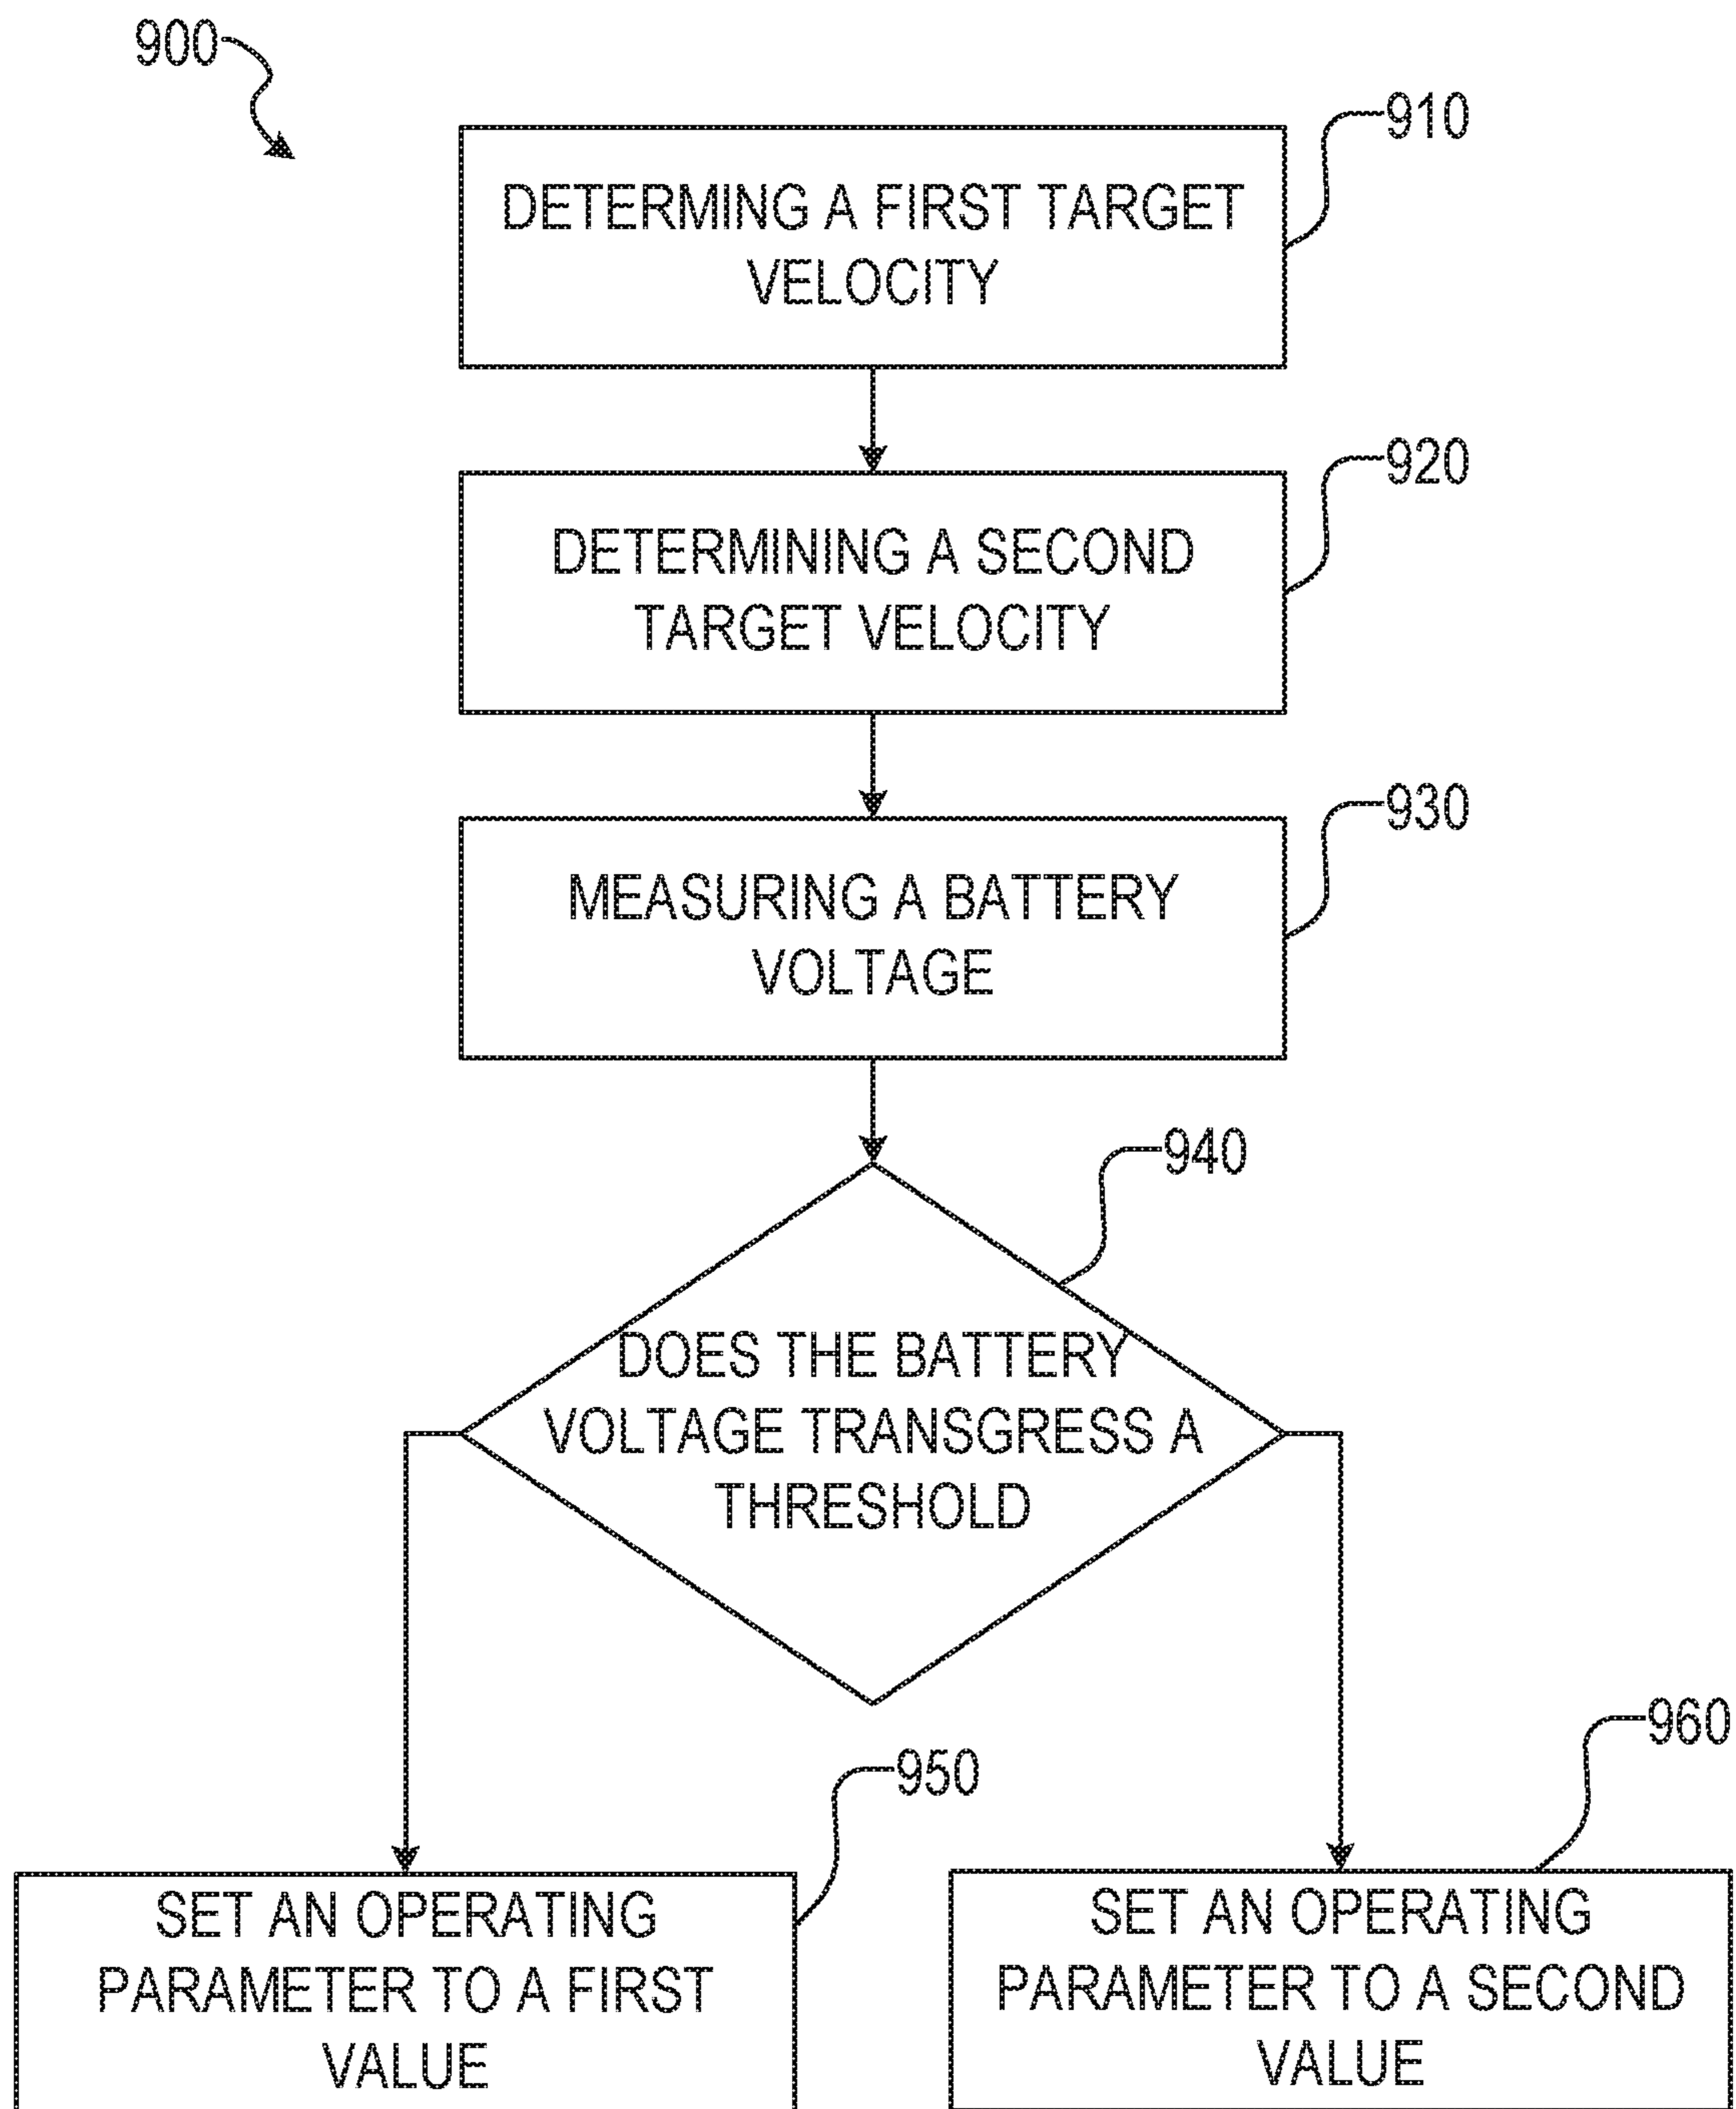 900
910
DETERMING A FIRST TARGET
VELOCITY
920
DETERMINING A SECOND
TARGET VELOCITY
930
MEASURING A BATTERY
VOLTAGE
940
DOES THE BATTERY
VOLTAGE TRANSGRESS A
THRESHOLD
950
SET AN OPERATING
PARAMETER TO A FIRST
VALUE
960
SET AN OPERATING
PARAMETER TO A SECOND
VALUE